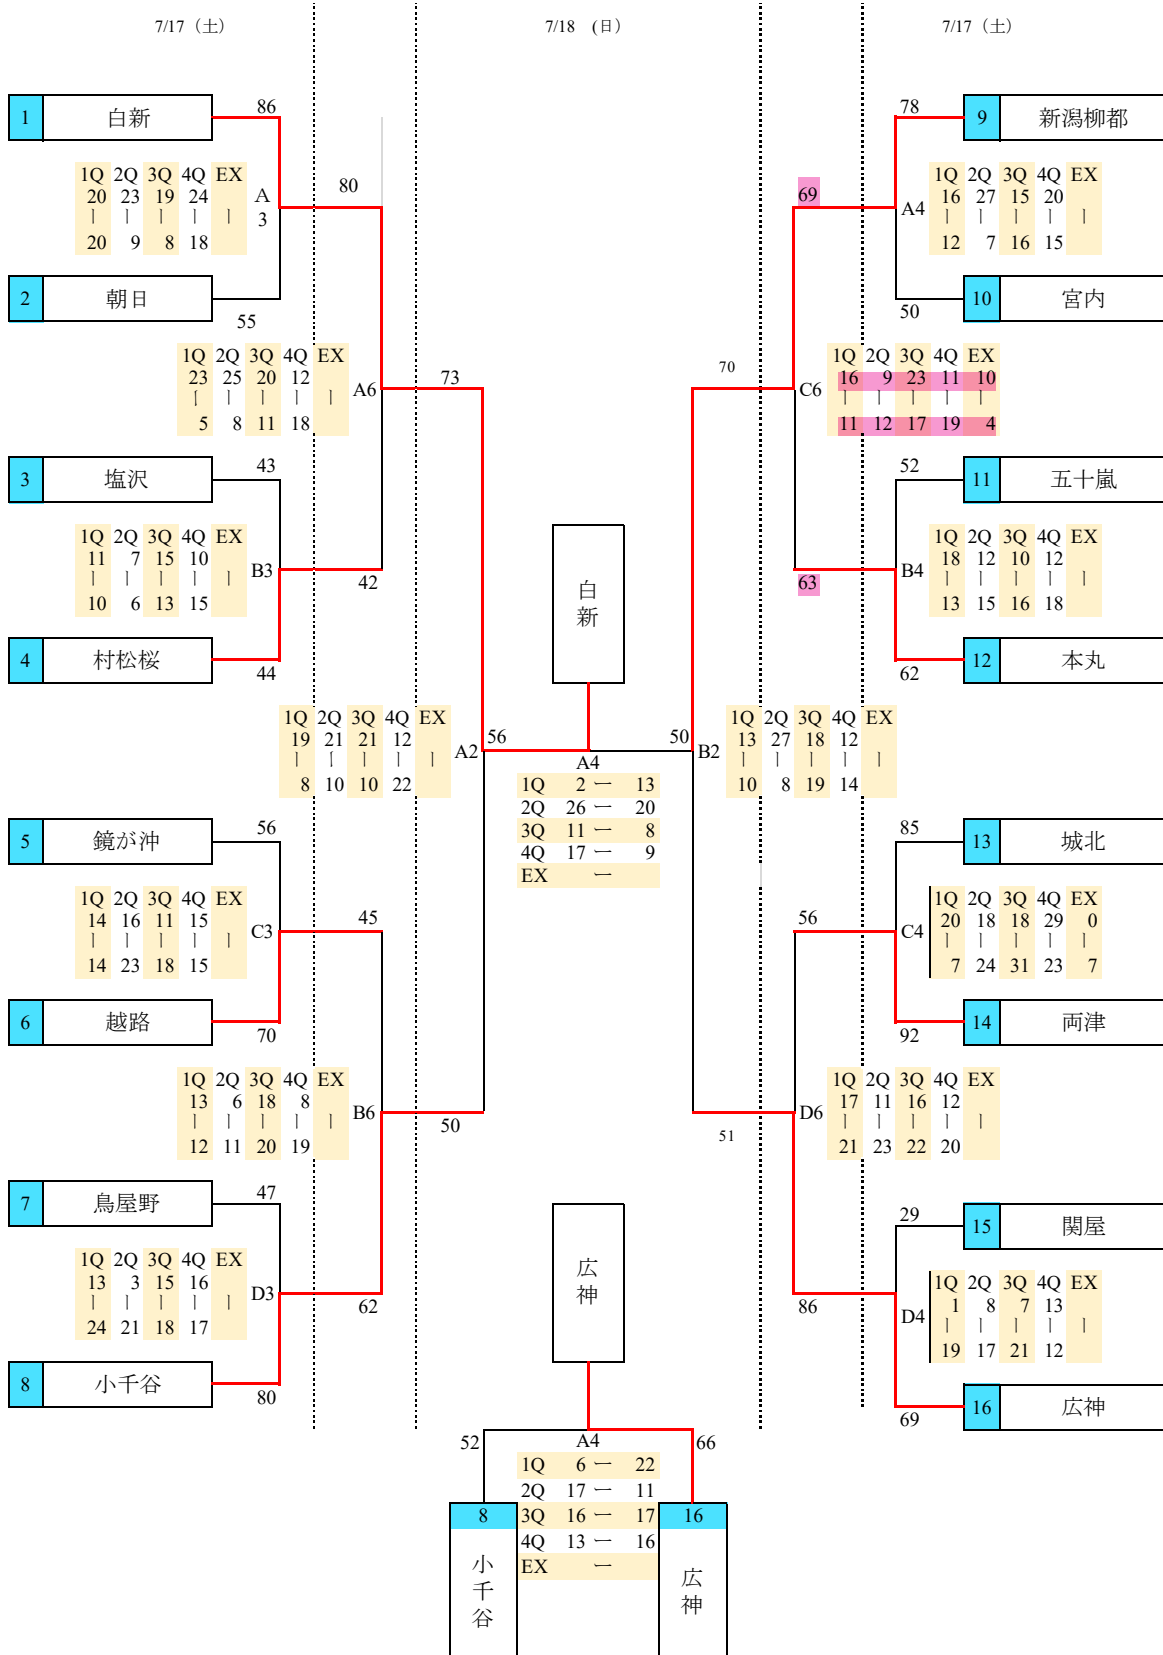 7/17（土）
7/18　(日）
7/17（土）
1 白新 86
1Q 2Q 3Q 4Q EX
20 23 19 24
｜ ｜ ｜ ｜ ｜
20 9 8 18
A
3
80
2 朝日
55
1Q 2Q 3Q 4Q EX
23 25 20 12
｜ ｜ ｜ ｜ ｜
5 8 11 18
A6
73
3 塩沢 43
1Q 2Q 3Q 4Q EX
11 7 15 10
｜ ｜ ｜ ｜ ｜
10 6 13 15
B3
42
4 村松桜 44
1Q 2Q 3Q 4Q EX
19 21 21 12
｜ ｜ ｜ ｜ ｜
8 10 10 22
A2
56
5 鏡が沖 56
1Q 2Q 3Q 4Q EX
14 16 11 15
｜ ｜ ｜ ｜ ｜
14 23 18 15
C3
45
6 越路 70
1Q 2Q 3Q 4Q EX
13 6 18 8
｜ ｜ ｜ ｜ ｜
12 11 20 19
B6
50
7 鳥屋野 47
1Q 2Q 3Q 4Q EX
13 3 15 16
｜ ｜ ｜ ｜ ｜
24 21 18 17
D3
62
8 小千谷 80
白新
A4
1Q 2 ー 13
2Q 26 ー 20
3Q 11 ー 8
4Q 17 ー 9
EX ー
広神
52
A4
66
1Q 6 ー 22
2Q 17 ー 11
3Q 16 ー 17
4Q 13 ー 16
EX ー
8
小千谷
16
広神
78 9 新潟柳都
69
A4
1Q 2Q 3Q 4Q EX
16 27 15 20
｜ ｜ ｜ ｜ ｜
12 7 16 15
50 10 宮内
70
C6
1Q 2Q 3Q 4Q EX
16 9 23 11 10
｜ ｜ ｜ ｜ ｜
11 12 17 19 4
52 11 五十嵐
63
B4
1Q 2Q 3Q 4Q EX
18 12 10 12
｜ ｜ ｜ ｜ ｜
13 15 16 18
62 12 本丸
50
B2
1Q 2Q 3Q 4Q EX
13 27 18 12
｜ ｜ ｜ ｜ ｜
10 8 19 14
85 13 城北
56
C4
1Q 2Q 3Q 4Q EX
20 18 18 29 0
｜ ｜ ｜ ｜ ｜
7 24 31 23 7
92 14 両津
51
D6
1Q 2Q 3Q 4Q EX
17 11 16 12
｜ ｜ ｜ ｜ ｜
21 23 22 20
29 15 関屋
86
D4
1Q 2Q 3Q 4Q EX
1 8 7 13
｜ ｜ ｜ ｜ ｜
19 17 21 12
69 16 広神